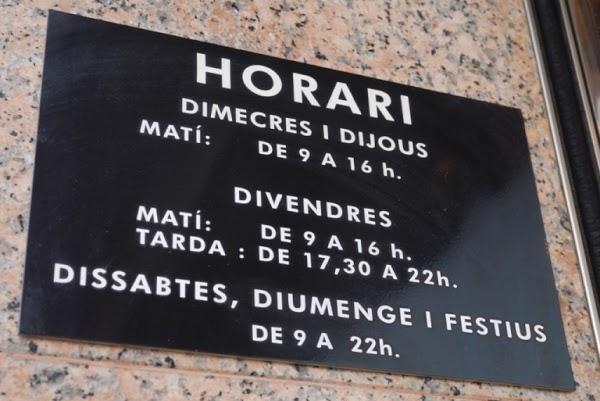 HORARI
DIMECRES I DIJOUS
MATÍ: DE 9 A 16 h.
DIVENDRES
MATÍ: DE 9 A 16 h.
TARDA : DE 17,30 A 22h.
DISSABTES, DIUMENGE I FESTIUS
DE 9 A 22h.